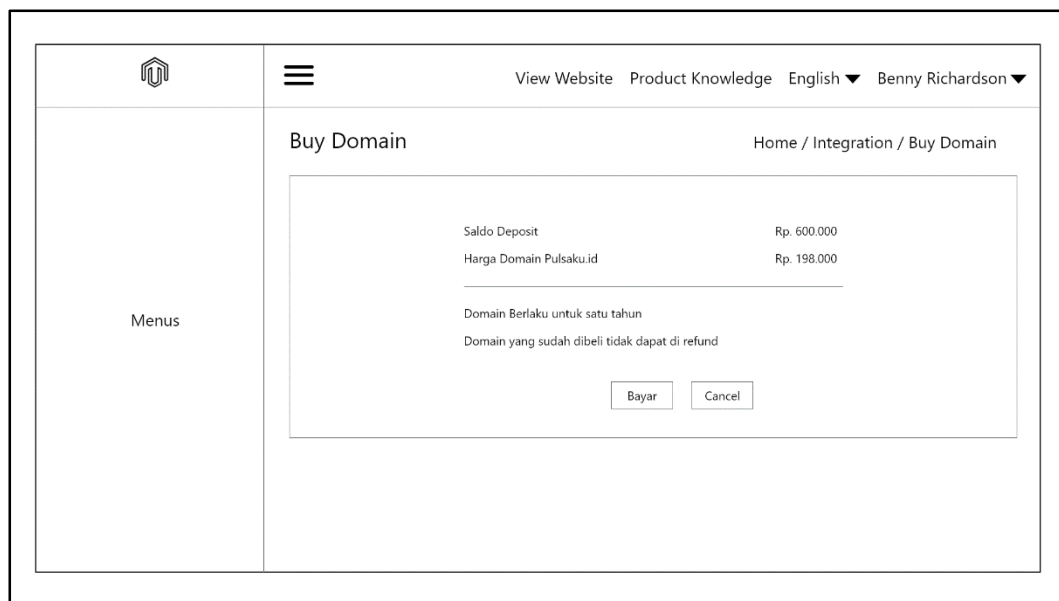 View Website Product Knowledge English Benny Richardson
Buy Domain
Home / Integration / Buy Domain
Menus
Saldo Deposit Rp. 600.000
Harga Domain Pulsaku.id Rp. 198.000
Domain Berlaku untuk satu tahun
Domain yang sudah dibeli tidak dapat di refund
Bayar Cancel